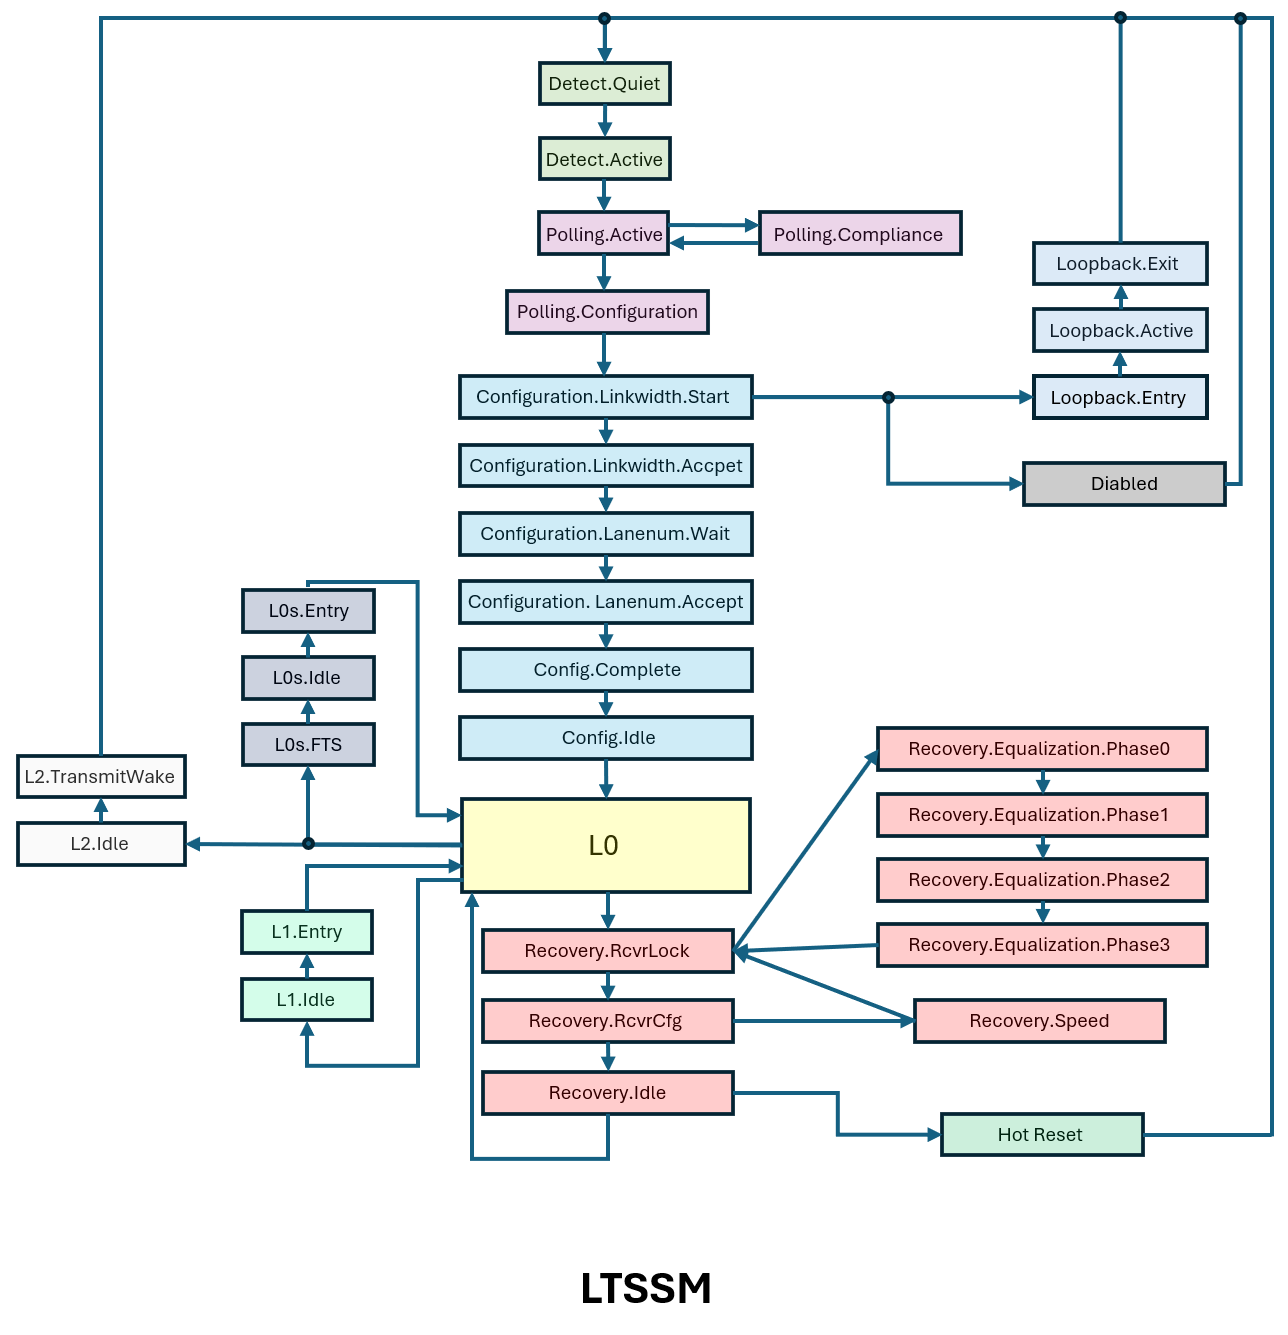 Detect.Quiet
Detect.Active
Polling.Active
Polling.Compliance
Loopback.Exit
Polling.Configuration
Loopback.Active
Configuration.Linkwidth.Start
Loopback.Entry
Configuration.Linkwidth.Accpet
Diabled
Configuration.Lanenum.Wait
Configuration. Lanenum.Accept
L0s.Entry
Config.Complete
L0s.Idle
Config.Idle
L0s.FTS
Recovery.Equalization.Phase0
L2.TransmitWake
Recovery.Equalization.Phase1
L2.Idle
L0
Recovery.Equalization.Phase2
L1.Entry
Recovery.RcvrLock
Recovery.Equalization.Phase3
L1.Idle
Recovery.RcvrCfg
Recovery.Speed
Recovery.Idle
Hot Reset
LTSSM